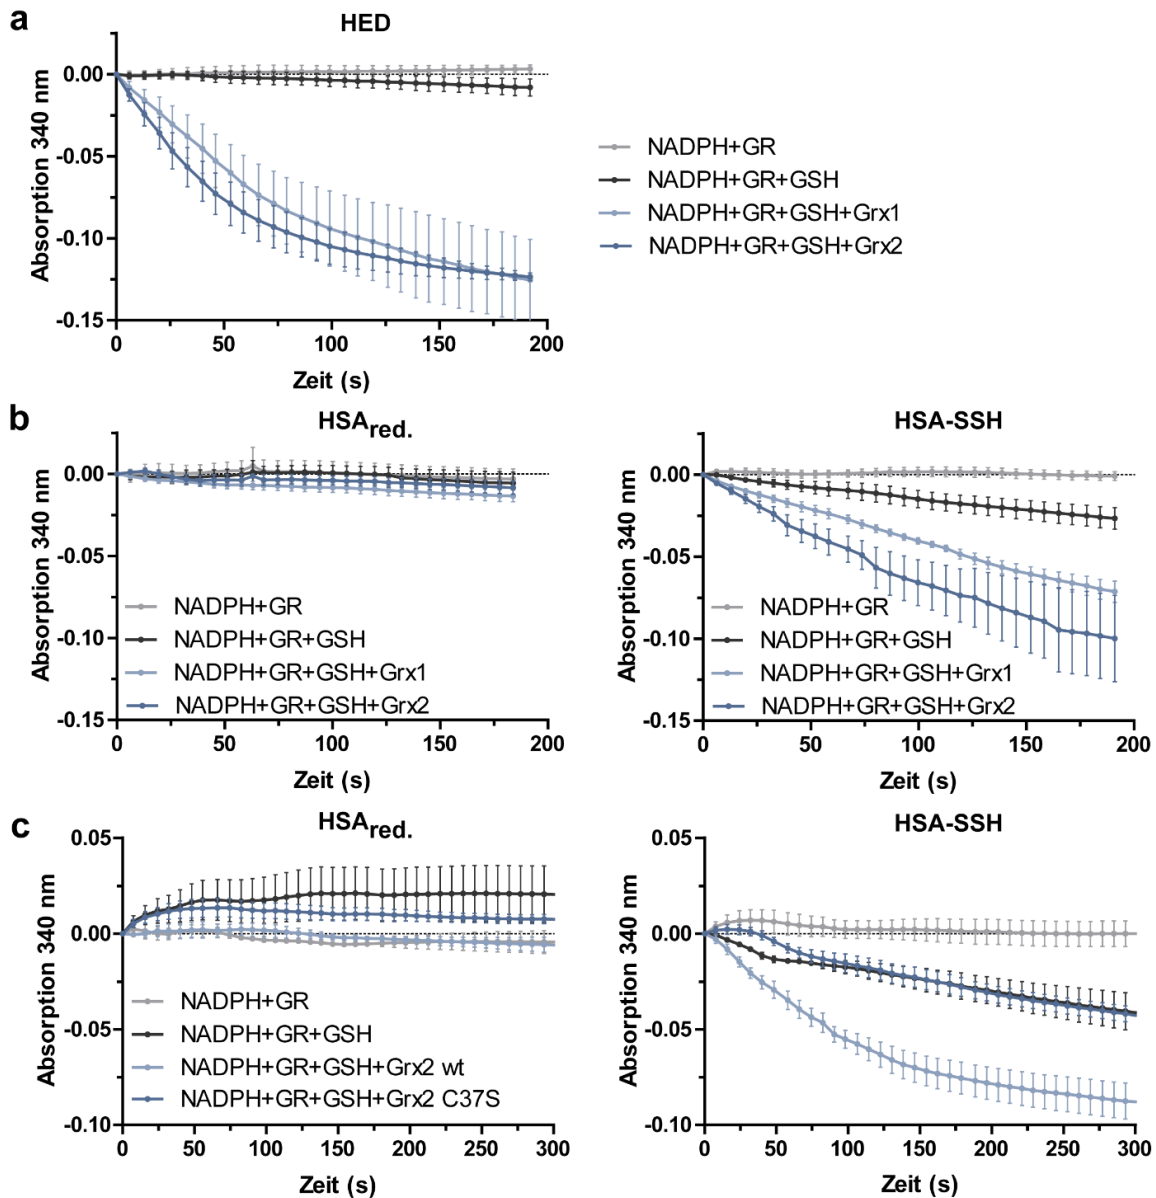 a
HED
0.00
-0.05
-0.10
-0.15
Absorption 340 nm
0 50 100 150 200
Zeit (s)
NADPH+GR
NADPH+GR+GSH
NADPH+GR+GSH+Grx1
NADPH+GR+GSH+Grx2
b
HSAred.
0.00
-0.05
-0.10
-0.15
Absorption 340 nm
NADPH+GR
NADPH+GR+GSH
NADPH+GR+GSH+Grx1
NADPH+GR+GSH+Grx2
0 50 100 150 200
Zeit (s)
HSA-SSH
0.00
-0.05
-0.10
-0.15
Absorption 340 nm
NADPH+GR
NADPH+GR+GSH
NADPH+GR+GSH+Grx1
NADPH+GR+GSH+Grx2
0 50 100 150 200
Zeit (s)
c
HSAred.
0.05
0.00
-0.05
-0.10
Absorption 340 nm
NADPH+GR
NADPH+GR+GSH
NADPH+GR+GSH+Grx2 wt
NADPH+GR+GSH+Grx2 C37S
0 50 100 150 200 250 300
Zeit (s)
HSA-SSH
0.05
0.00
-0.05
-0.10
Absorption 340 nm
0 50 100 150 200 250 300
Zeit (s)